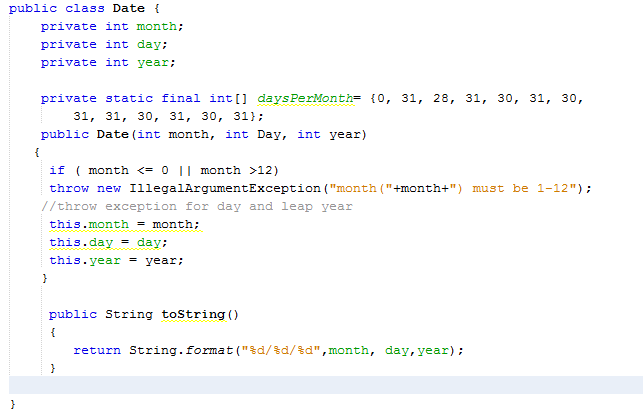 public class Date {
private int month;
private int day;
private int year;
private static final int[] daysPerMonth= {0, 31, 28, 31, 30, 31, 30,
31, 31, 30, 31, 30, 31};
public Date(int month, int Day, int year)
{
if ( month <= 0 || month >12)
throw new IllegalArgumentException("month("+month+") must be 1-12");
//throw exception for day and leap year
this.month = month;
this.day = day;
this.year = year;
}
public String toString()
{
return String.format("%d/%d/%d",month, day,year);
}
}